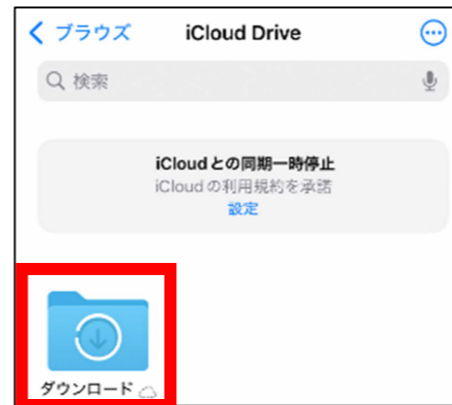 ブラウズ iCloud Drive
検索
iCloudとの同期一時停止
iCloudの利用規約を承諾
設定
ダウンロード